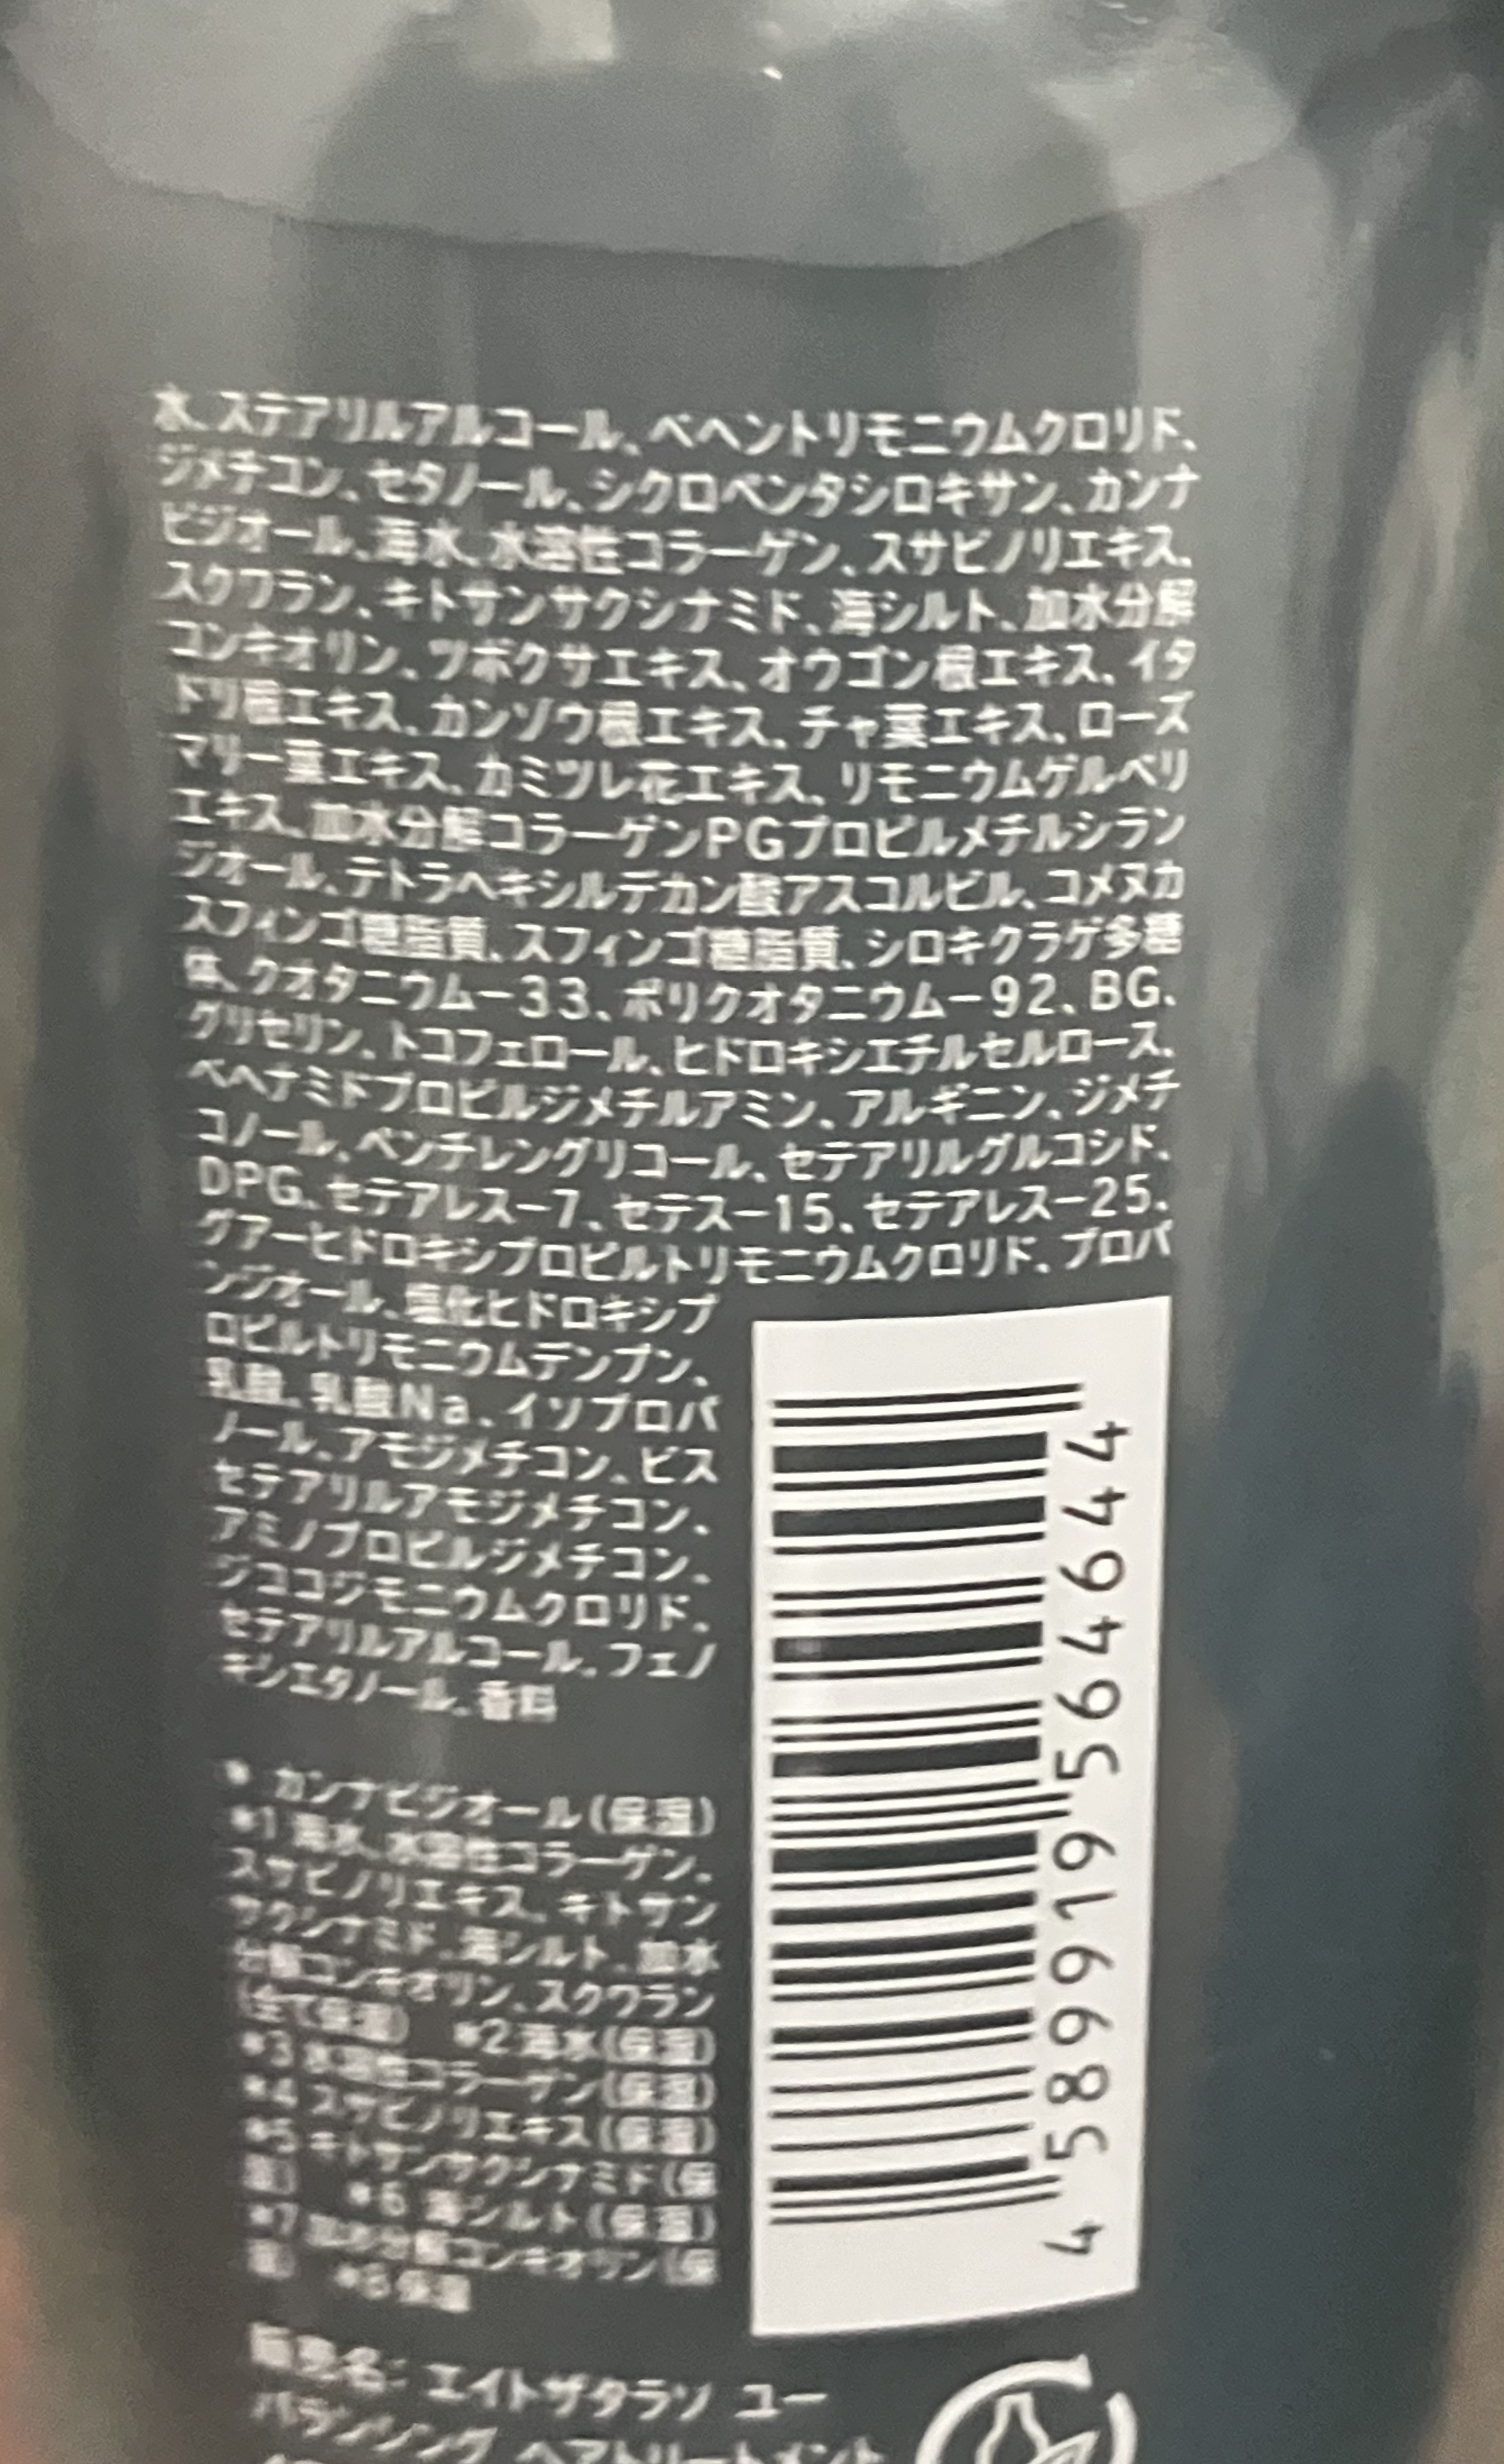 水、ステアリルアルコール、ベヘントリモニウムクロリド、
ジメチコン、セタノール、シクロペンタシロキサン、カンナ
ビジオール、海水、水溶性コラーゲン、スサビノリエキス、
スクワラン、キトサンサクシナミド、海シルト、加水分解
コンキオリン、ツボクサエキス、オウゴン根エキス、イタ
ドリ根エキス、カンゾウ根エキス、チャ葉エキス、ローズ
マリー葉エキス、カミツレ花エキス、リモニウムゲルベリ
エキス、加水分解コラーゲンPGプロピルメチルシラン
ジオール、テトラヘキシルデカン酸アスコルビル、コメヌカ
スフィンゴ糖脂質、スフィンゴ糖脂質、シロキクラゲ多糖
体、クオタニウムー33、ポリクオタニウムー92、BG、
グリセリン、トコフェロール、ヒドロキシエチルセルロース、
ベヘナミドプロピルジメチルアミン、アルギニン、ジメチ
コノール、ペンチレングリコール、セテアリルグルコシド、
DPG、セテアレスー7、セテスー15、セテアレスー25、
グアーヒドロキシプロピルトリモニウムクロリド、プロパ
ンジオール、塩化ヒドロキシプ
ロピルトリモニウムデンプン、
乳酸、乳酸Na、イソプロパ
ノール、アモジメチコン、ビス
セテアリルアモジメチコン、
アミノプロピルジメチコン、
ジココジモニウムクロリド、
セテアリルアルコール、フェノ
キシエタノール、香料
* カンナビジオール(保湿)
*1 海水、水溶性コラーゲン、
スサビノリエキス、キトサン
サクシナミド、海シルト、加水
分解コンキオリン、スクワラン
(全て保湿) *2 海水(保湿)
*3 水溶性コラーゲン(保湿)
*4 スサビノリエキス(保湿)
*5 キトサンサクシナミド(保
湿) *6 海シルト(保湿)
*7 加水分解コンキオリン(保
湿) *8 保湿
販売名: エイトザタラソ ユー
バランシング ヘアトリートメント
4 589919 564644